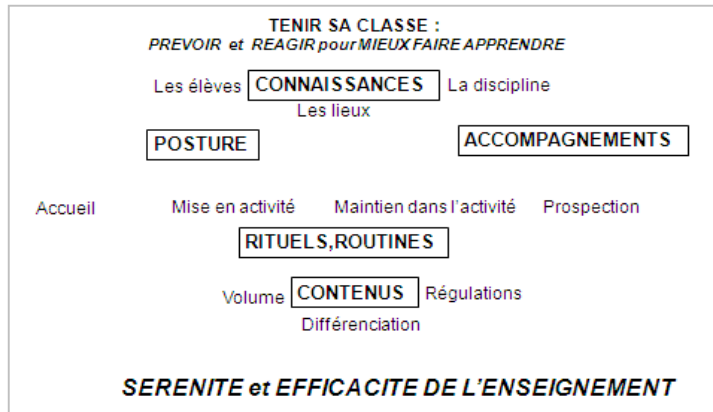 TENIR SA CLASSE :
PREVOIR et REAGIR pour MIEUX FAIRE APPRENDRE
Les élèves CONNAISSANCES La discipline
Les lieux
POSTURE ACCOMPAGNEMENTS
Accueil Mise en activité Maintien dans l'activité Prospection
RITUELS,ROUTINES
Volume CONTENUS Régulations
Différenciation
SERENITE et EFFICACITE DE L'ENSEIGNEMENT